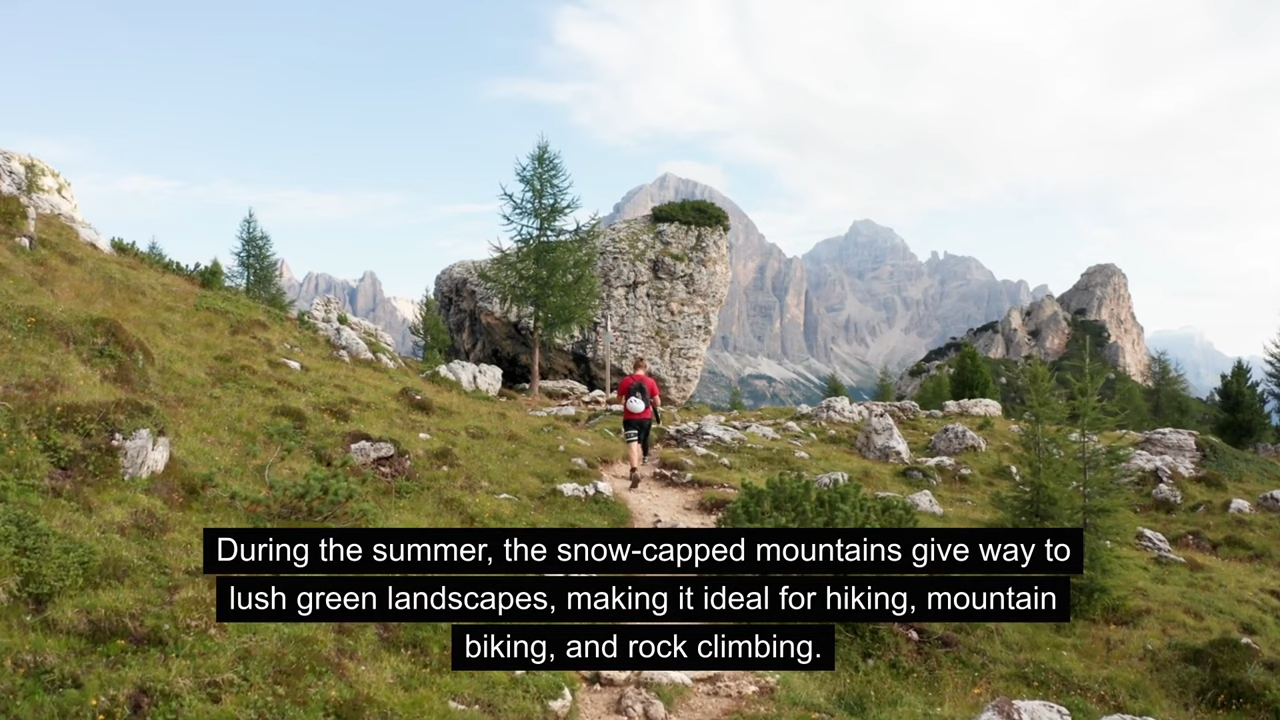 During the summer, the snow-capped mountains give way to
lush green landscapes, making it ideal for hiking, mountain
biking, and rock climbing.